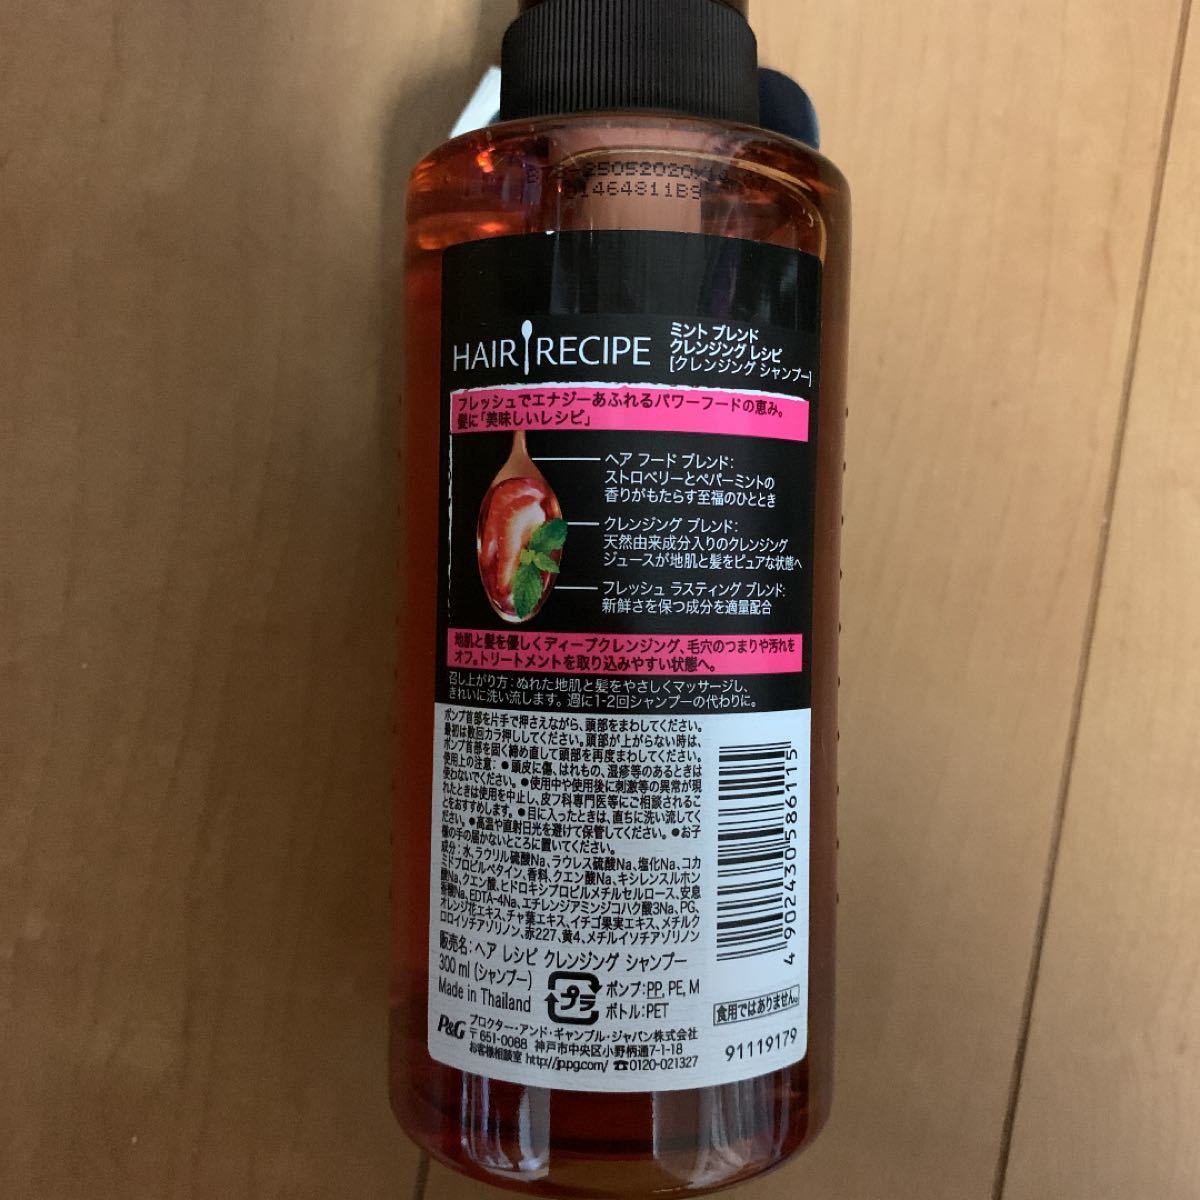 25052020
01464811B9
HAIR RECIPE
ミント ブレンド
クレンジング レシピ
[クレンジング シャンプー]
フレッシュでエナジーあふれるパワーフードの恵み。
髪に「美味しいレシピ」
ヘア フード ブレンド:
ストロベリーとペパーミントの
香りがもたらす至福のひととき
クレンジング ブレンド:
天然由来成分入りのクレンジング
ジュースが地肌と髪をピュアな状態へ
フレッシュ ラスティング ブレンド:
新鮮さを保つ成分を適量配合
地肌と髪を優しくディープクレンジング、毛穴のつまりや汚れを
オフ。トリートメントを取り込みやすい状態へ。
召し上がり方:ぬれた地肌と髪をやさしくマッサージし、
きれいに洗い流します。週に1-2回シャンプーの代わりに。
ポンプ首部を片手で押さえながら、頭部をまわしてください。
最初は数回カラ押ししてください。頭部が上がらない時は、
ポンプ首部を固く締め直して頭部を再度まわしてください。
使用上の注意: ●頭皮に傷、はれもの、湿疹等のあるときは
使わないでください。●使用中や使用後に刺激等の異常が現
れたときは使用を中止し、皮フ科専門医等にご相談されるこ
とをおすすめします。●目に入ったときは、直ちに洗い流してく
ださい。●高温や直射日光を避けて保管してください。●お子
様の手の届かないところに置いてください。
成分: 水、ラウリル硫酸Na、ラウレス硫酸Na、塩化Na、コカ
ミドプロピルベタイン、香料、クエン酸Na、キシレンスルホン
酸Na、クエン酸、ヒドロキシプロピルメチルセルロース、安息
香酸Na、EDTA-4Na、エチレンジアミンジコハク酸3Na、PG、
オレンジ花エキス、チャ葉エキス、イチゴ果実エキス、メチルク
ロロイソチアゾリノン、赤227、黄4、メチルイソチアゾリノン
販売名: ヘア レシピ クレンジング シャンプー
300 ml (シャンプー)
Made in Thailand
プラ
ポンプ: PP, PE, M
ボトル: PET
4 902430 586115
食用ではありません。
P&G
プロクター・アンド・ギャンブル・ジャパン株式会社
〒651-0088 神戸市中央区小野柄通7-1-18
お客様相談室 http://jp.pg.com/ ☎0120-021327
91119179